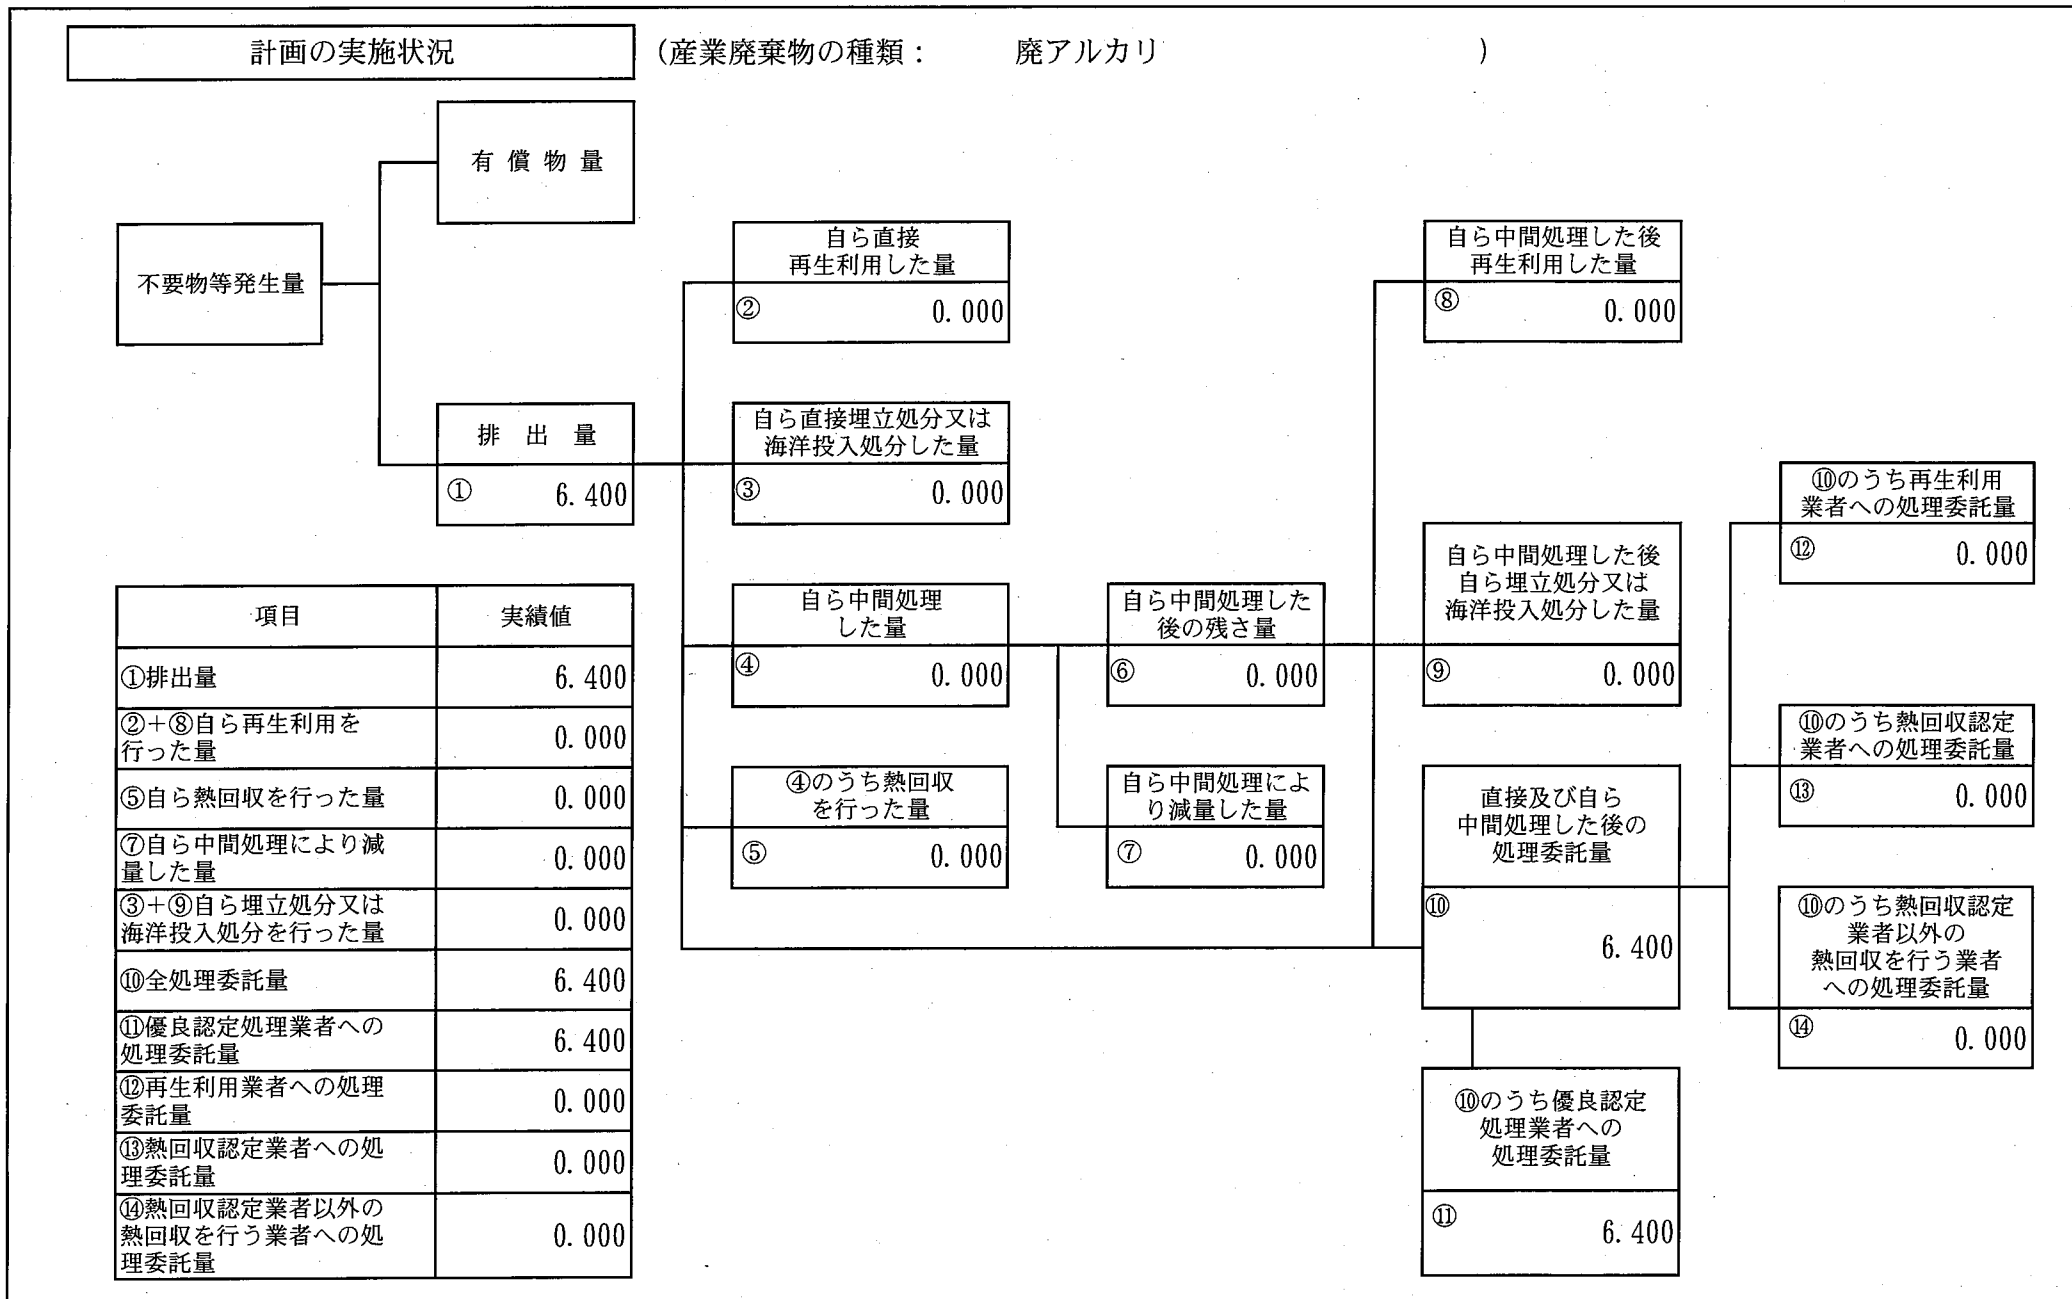 計画の実施状況
(産業廃棄物の種類： 廃アルカリ )
有償物量
不要物等発生量
排出量
① 6.400
自ら直接
再生利用した量
② 0.000
自ら直接埋立処分又は
海洋投入処分した量
③ 0.000
自ら中間処理
した量
④ 0.000
④のうち熱回収
を行った量
⑤ 0.000
自ら中間処理した
後の残さ量
⑥ 0.000
自ら中間処理によ
り減量した量
⑦ 0.000
自ら中間処理した後
再生利用した量
⑧ 0.000
自ら中間処理した後
自ら埋立処分又は
海洋投入処分した量
⑨ 0.000
直接及び自ら
中間処理した後の
処理委託量
⑩
6.400
⑩のうち優良認定
処理業者への
処理委託量
⑪ 6.400
⑩のうち再生利用
業者への処理委託量
⑫ 0.000
⑩のうち熱回収認定
業者への処理委託量
⑬ 0.000
⑩のうち熱回収認定
業者以外の
熱回収を行う業者
への処理委託量
⑭ 0.000
項目 実績値
①排出量 6.400
②＋⑧自ら再生利用を
行った量 0.000
⑤自ら熱回収を行った量 0.000
⑦自ら中間処理により減
量した量 0.000
③＋⑨自ら埋立処分又は
海洋投入処分を行った量 0.000
⑩全処理委託量 6.400
⑪優良認定処理業者への
処理委託量 6.400
⑫再生利用業者への処理
委託量 0.000
⑬熱回収認定業者への処
理委託量 0.000
⑭熱回収認定業者以外の
熱回収を行う業者への処
理委託量 0.000